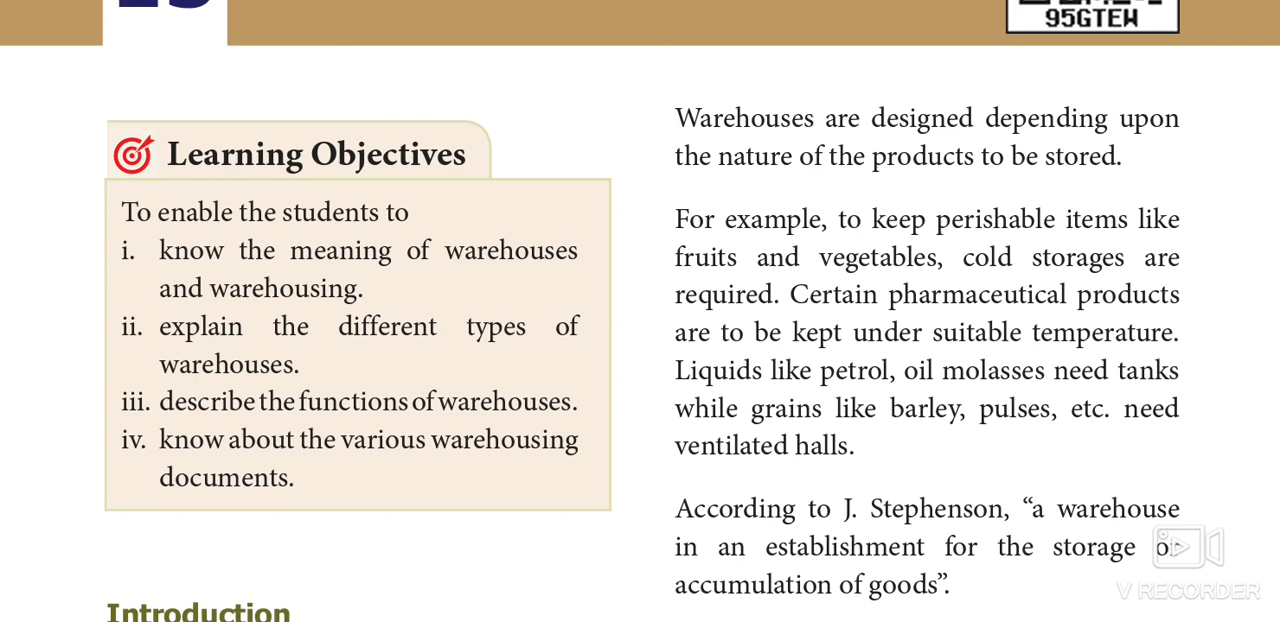 95GTEW
Learning Objectives
To enable the students to
i. know the meaning of warehouses
and warehousing.
ii. explain the different types of
warehouses.
iii. describe the functions of warehouses.
iv. know about the various warehousing
documents.
Introduction
Warehouses are designed depending upon
the nature of the products to be stored.
For example, to keep perishable items like
fruits and vegetables, cold storages are
required. Certain pharmaceutical products
are to be kept under suitable temperature.
Liquids like petrol, oil molasses need tanks
while grains like barley, pulses, etc. need
ventilated halls.
According to J. Stephenson, “a warehouse
in an establishment for the storage or
accumulation of goods”.
V RECORDER